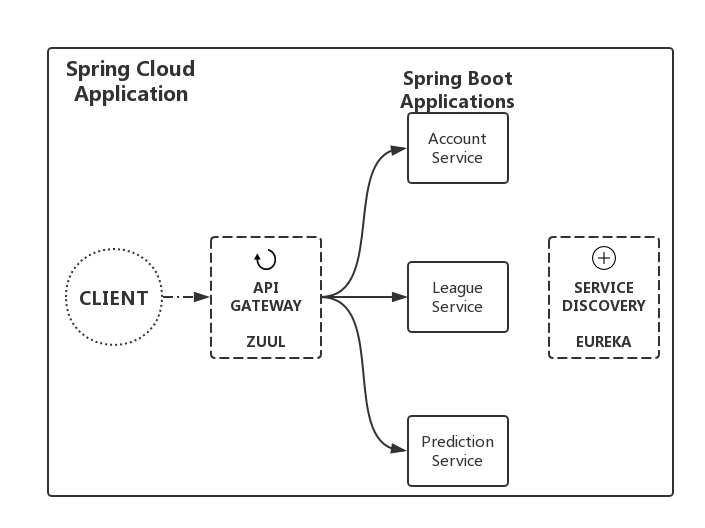 Spring Cloud
Application
Spring Boot
Applications
Account
Service
CLIENT
API
GATEWAY
ZUUL
League
Service
SERVICE
DISCOVERY
EUREKA
Prediction
Service